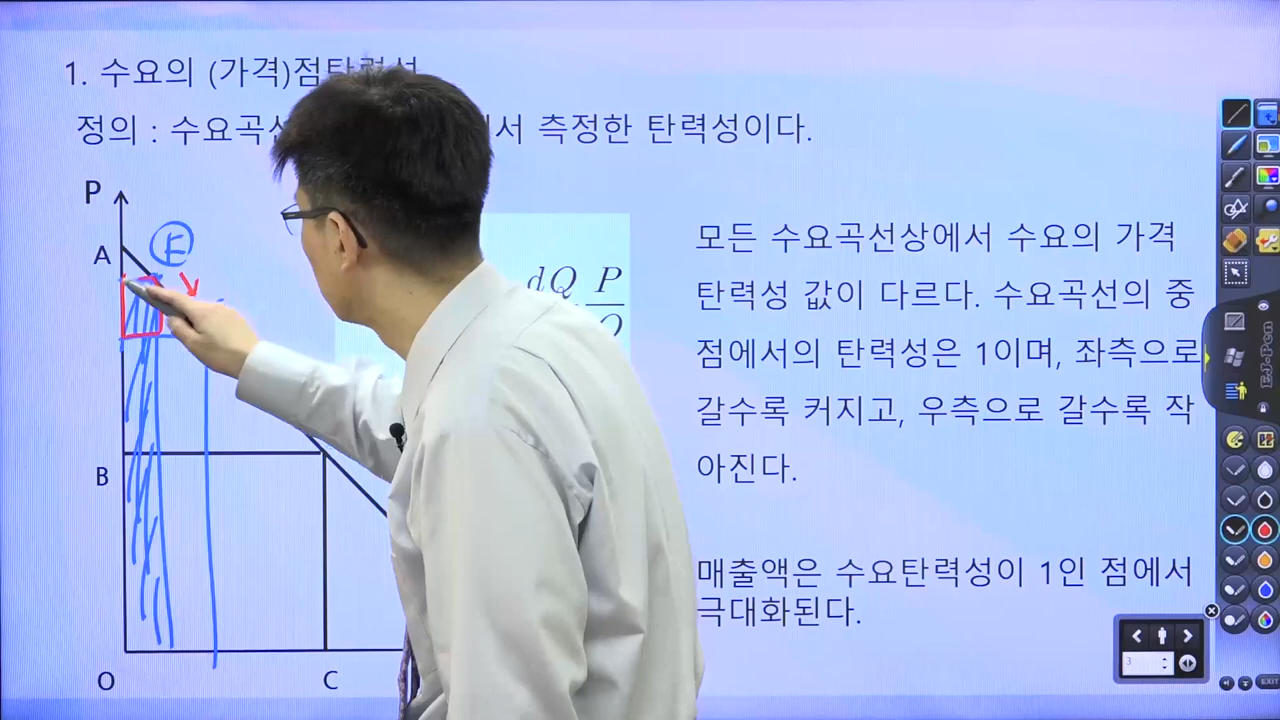 1. 수요의 (가격)점탄력성
정의 : 수요곡선 서 측정한 탄력성이다.
P
A
E
B
O
C
dQ P
Q
모든 수요곡선상에서 수요의 가격
탄력성 값이 다르다. 수요곡선의 중
점에서의 탄력성은 1이며, 좌측으로
갈수록 커지고, 우측으로 갈수록 작
아진다.
매출액은 수요탄력성이 1인 점에서
극대화된다.
EJ-Pen
3
EXIT